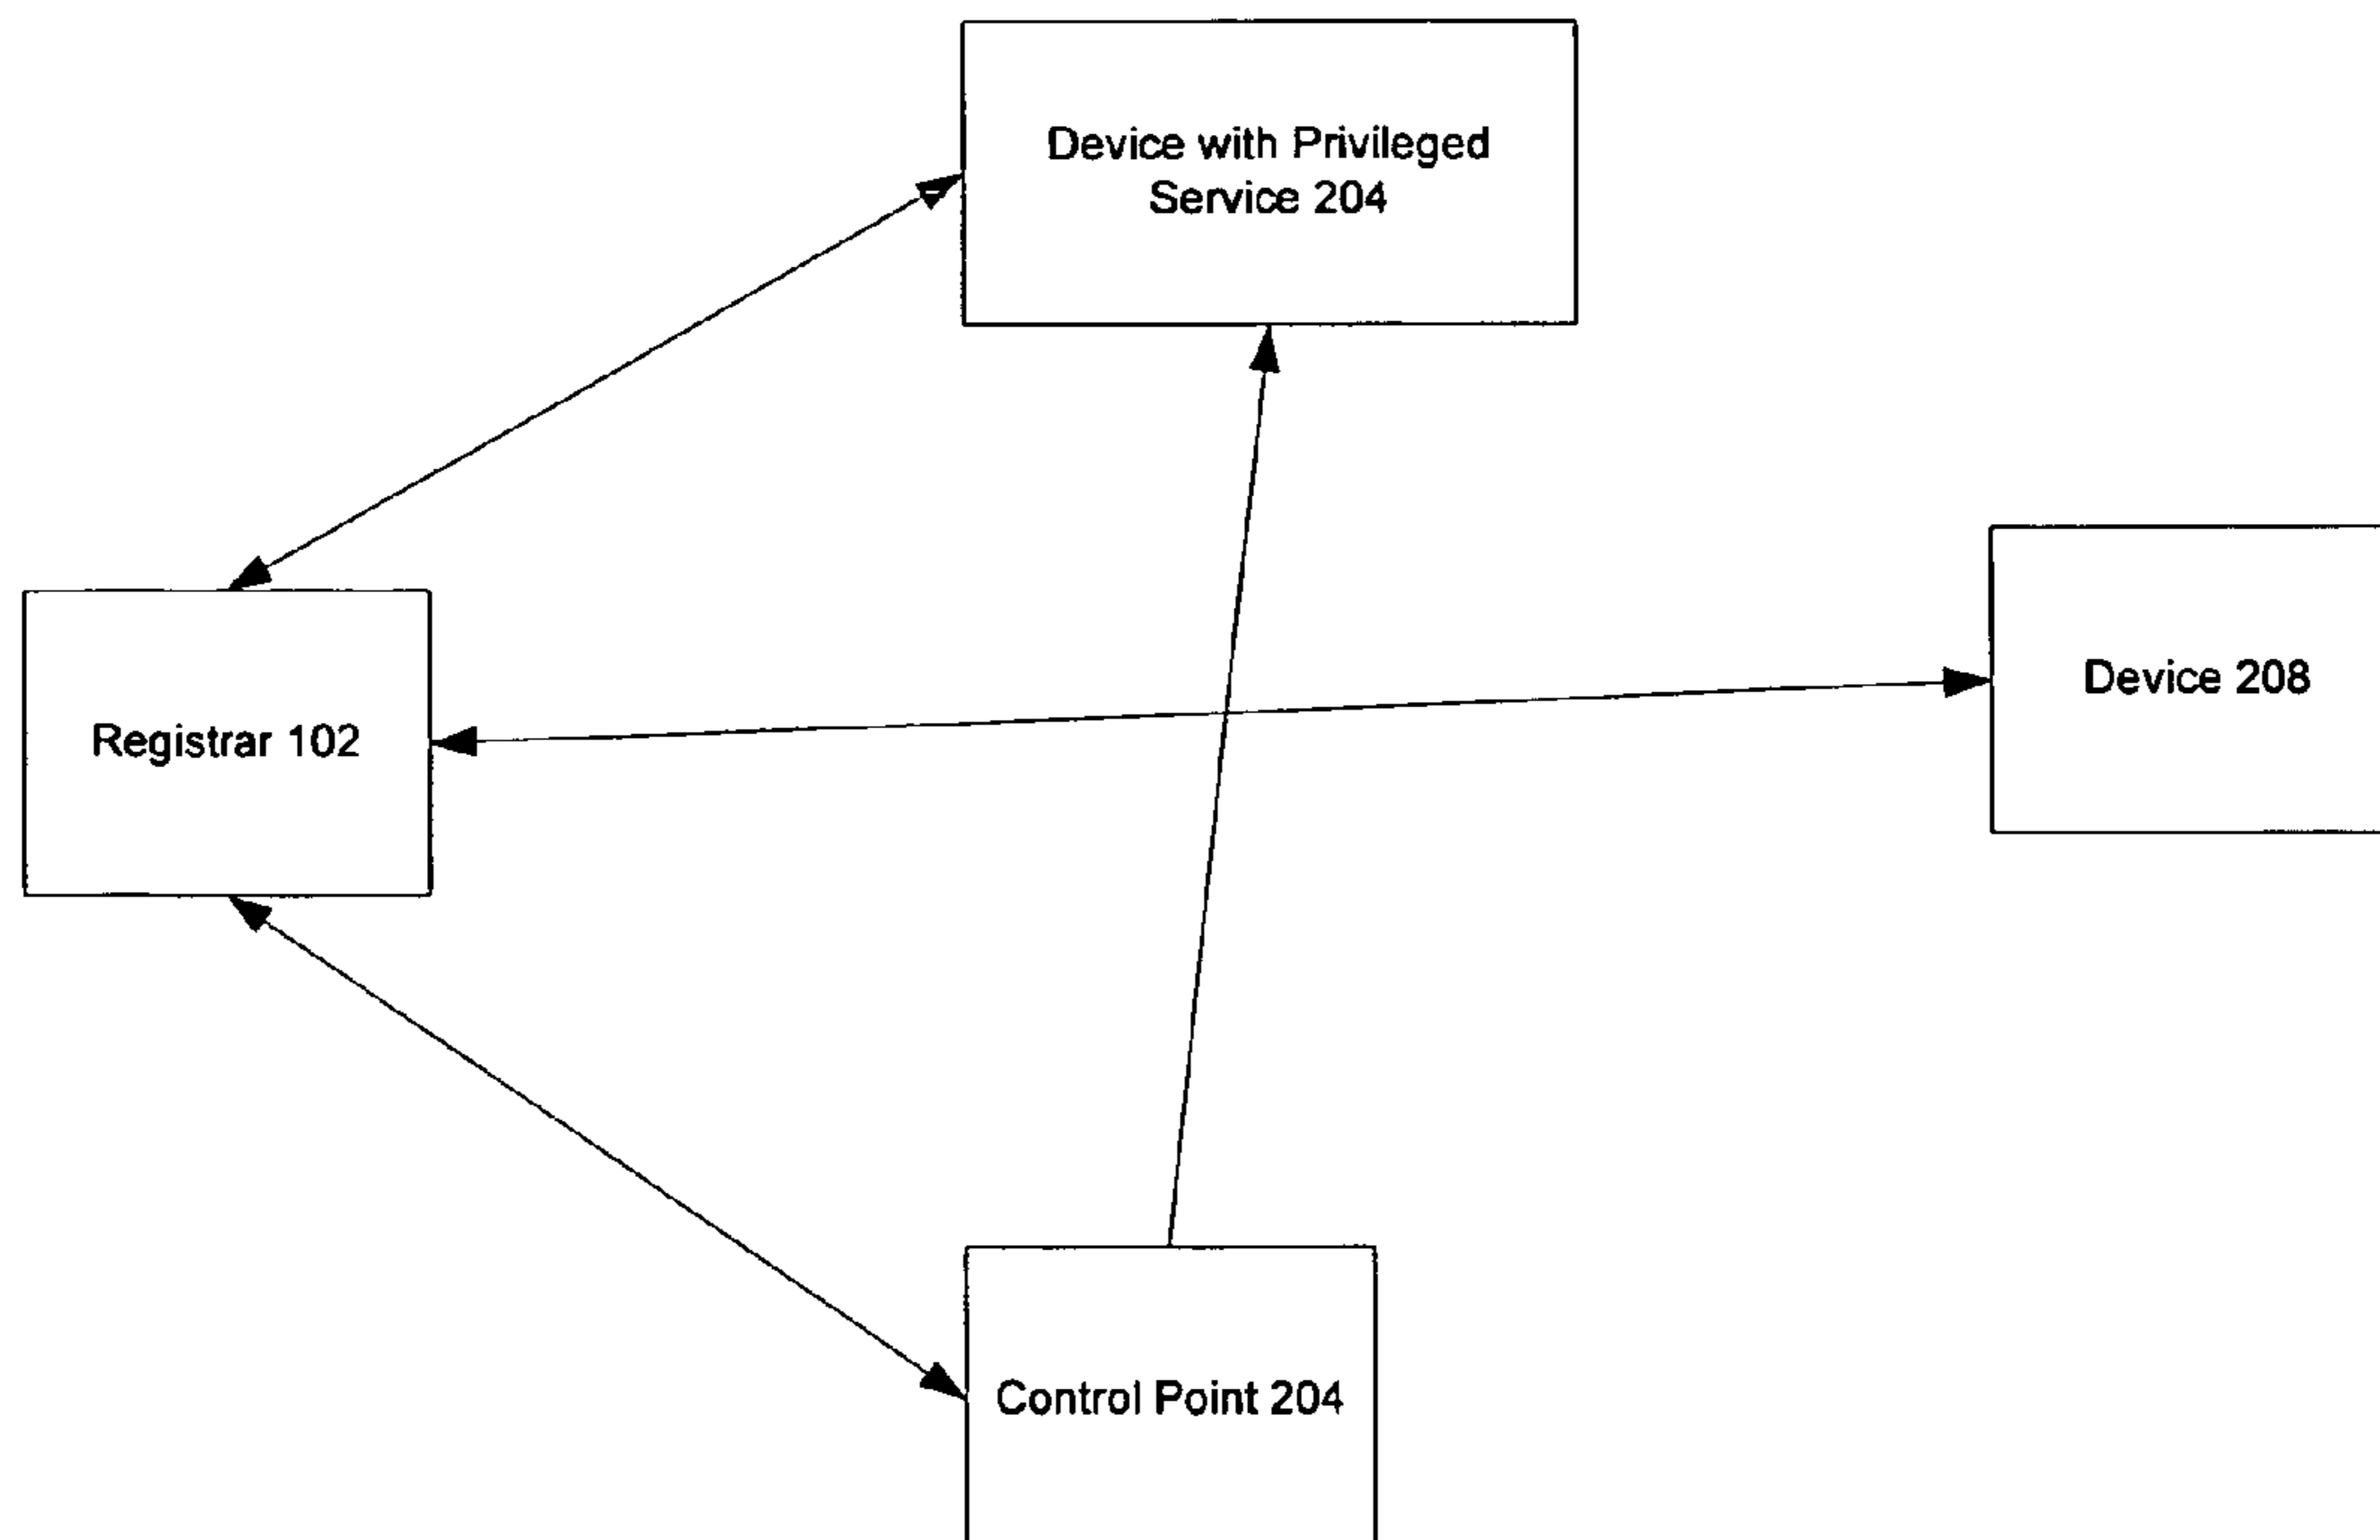 Device with Privileged
Service 204
Device 208
Registrar 102
Control Point 204